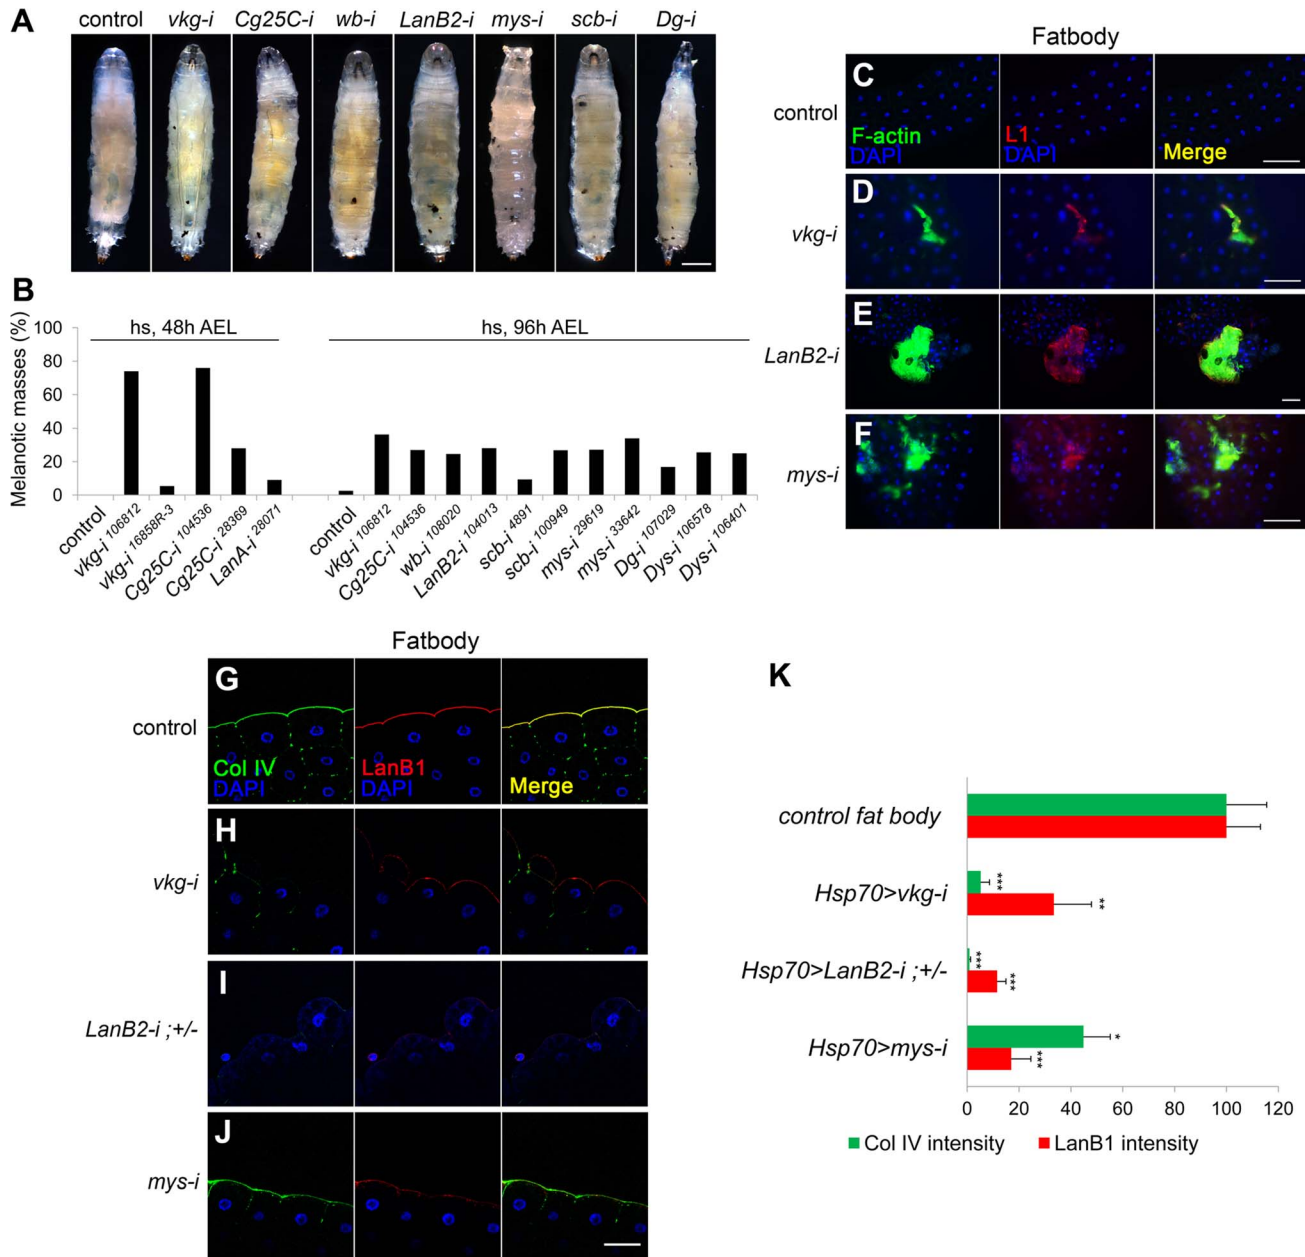 A
control vkg-i Cg25C-i wb-i LanB2-i mys-i scb-i Dg-i
B
Melanotic masses (%)
100
80
60
40
20
0
hs, 48h AEL
hs, 96h AEL
control
vkg-i 106812
vkg-i 16858R-3
Cg25C-i 104536
Cg25C-i 28369
LanA-i 28071
control
vkg-i 106812
Cg25C-i 104536
wb-i 108020
LanB2-i 104013
scb-i 4891
scb-i 100949
mys-i 29619
mys-i 33642
Dg-i 107029
Dys-i 106578
Dys-i 106401
Fatbody
C
control
F-actin L1
DAPI DAPI Merge
D
vkg-i
E
LanB2-i
F
mys-i
Fatbody
G
control
Col IV LanB1
DAPI DAPI Merge
H
vkg-i
I
LanB2-i ;+/-
J
mys-i
K
control fat body
Hsp70>vkg-i
***
**
Hsp70>LanB2-i ;+/-
***
***
Hsp70>mys-i
*
***
0 20 40 60 80 100 120
Col IV intensity LanB1 intensity